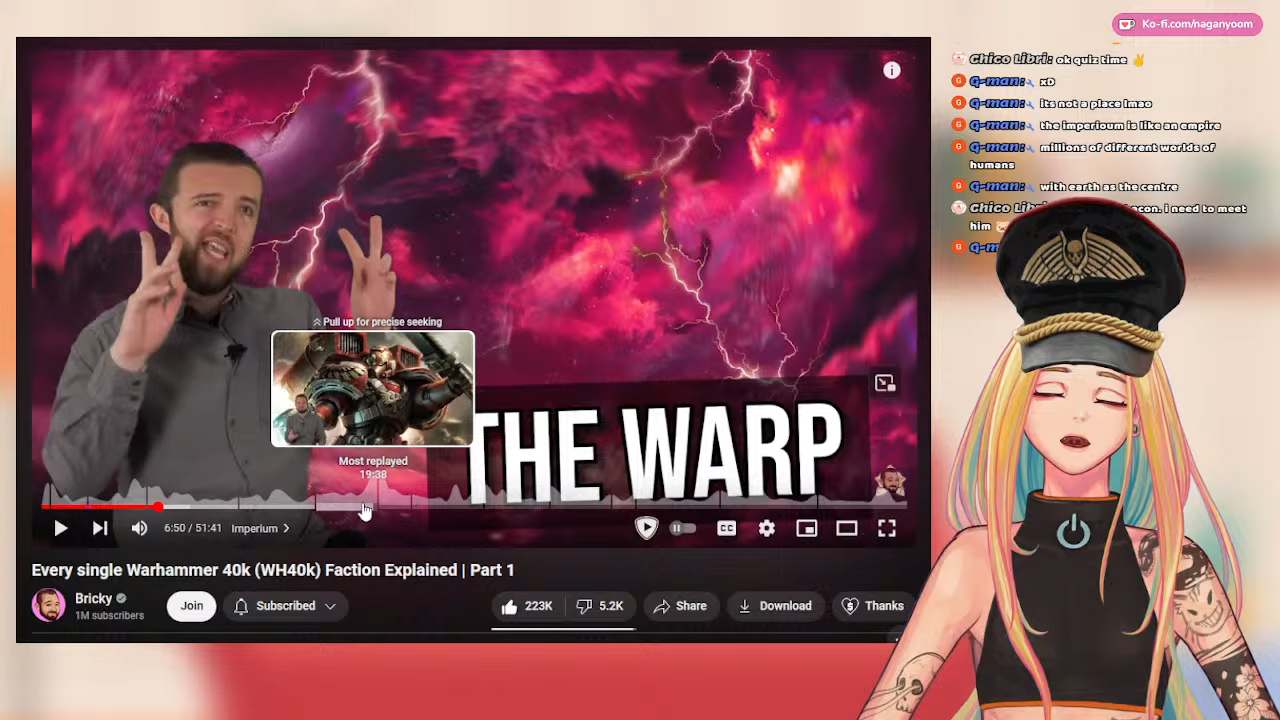 Ko-fi.com/naganyoom
Chico Libri: ok quiz time
G-man: xD
G-man: its not a place lmao
G-man: the imperioum is like an empire
G-man: millions of different worlds of
humans
G-man: with earth as the centre
Chico Lib con. i need to meet
him
G-m
Pull up for precise seeking
THE WARP
Most replayed
19:38
6:50 / 51:41 Imperium
CC
Every single Warhammer 40k (WH40k) Faction Explained | Part 1
Bricky
1M subscribers
Join
Subscribed
223K
5.2K
Share
Download
Thanks